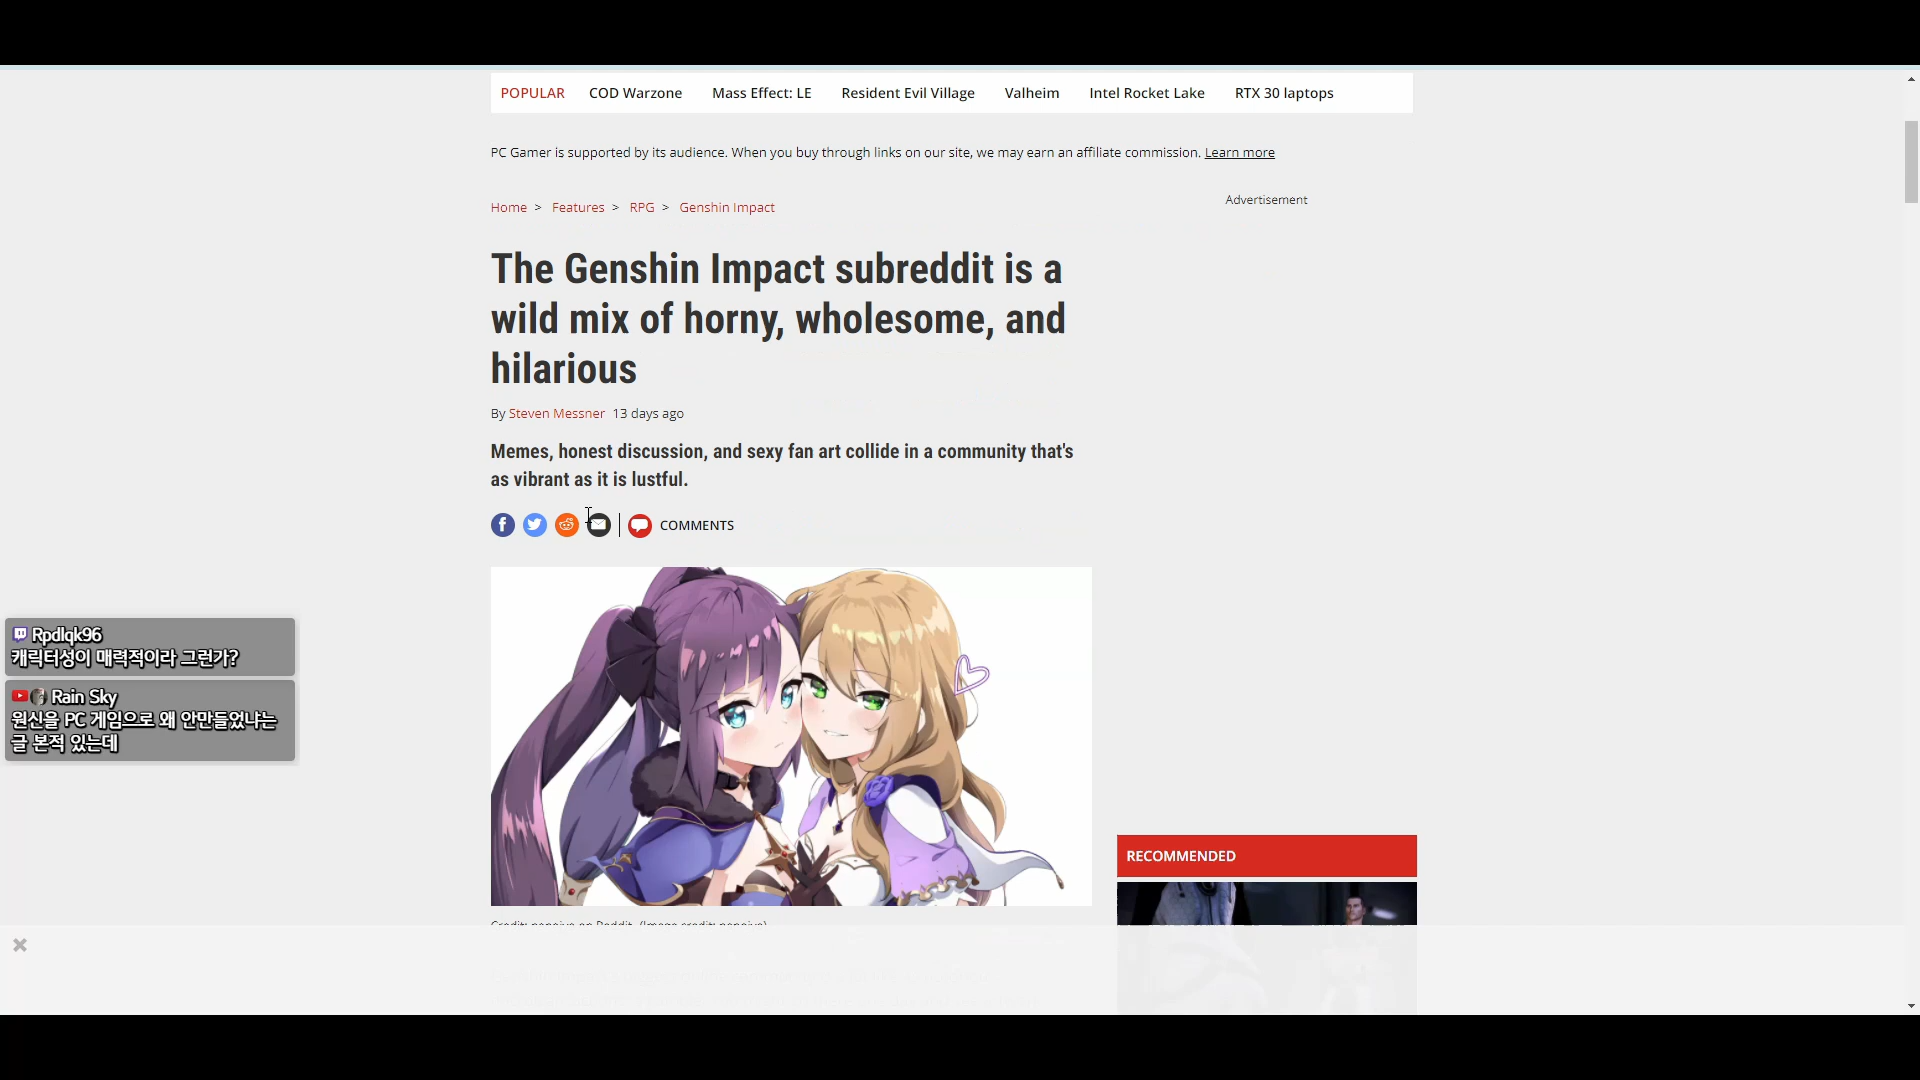 POPULAR COD Warzone Mass Effect: LE Resident Evil Village Valheim Intel Rocket Lake RTX 30 laptops
PC Gamer is supported by its audience. When you buy through links on our site, we may earn an affiliate commission. Learn more
Advertisement
Home > Features > RPG > Genshin Impact
The Genshin Impact subreddit is a
wild mix of horny, wholesome, and
hilarious
By Steven Messner 13 days ago
Memes, honest discussion, and sexy fan art collide in a community that's
as vibrant as it is lustful.
COMMENTS
Rpdlqk96
캐릭터성이 매력적이라 그런가?
Rain Sky
원신을 PC 게임으로 왜 안만들었냐는
글 본적 있는데
RECOMMENDED